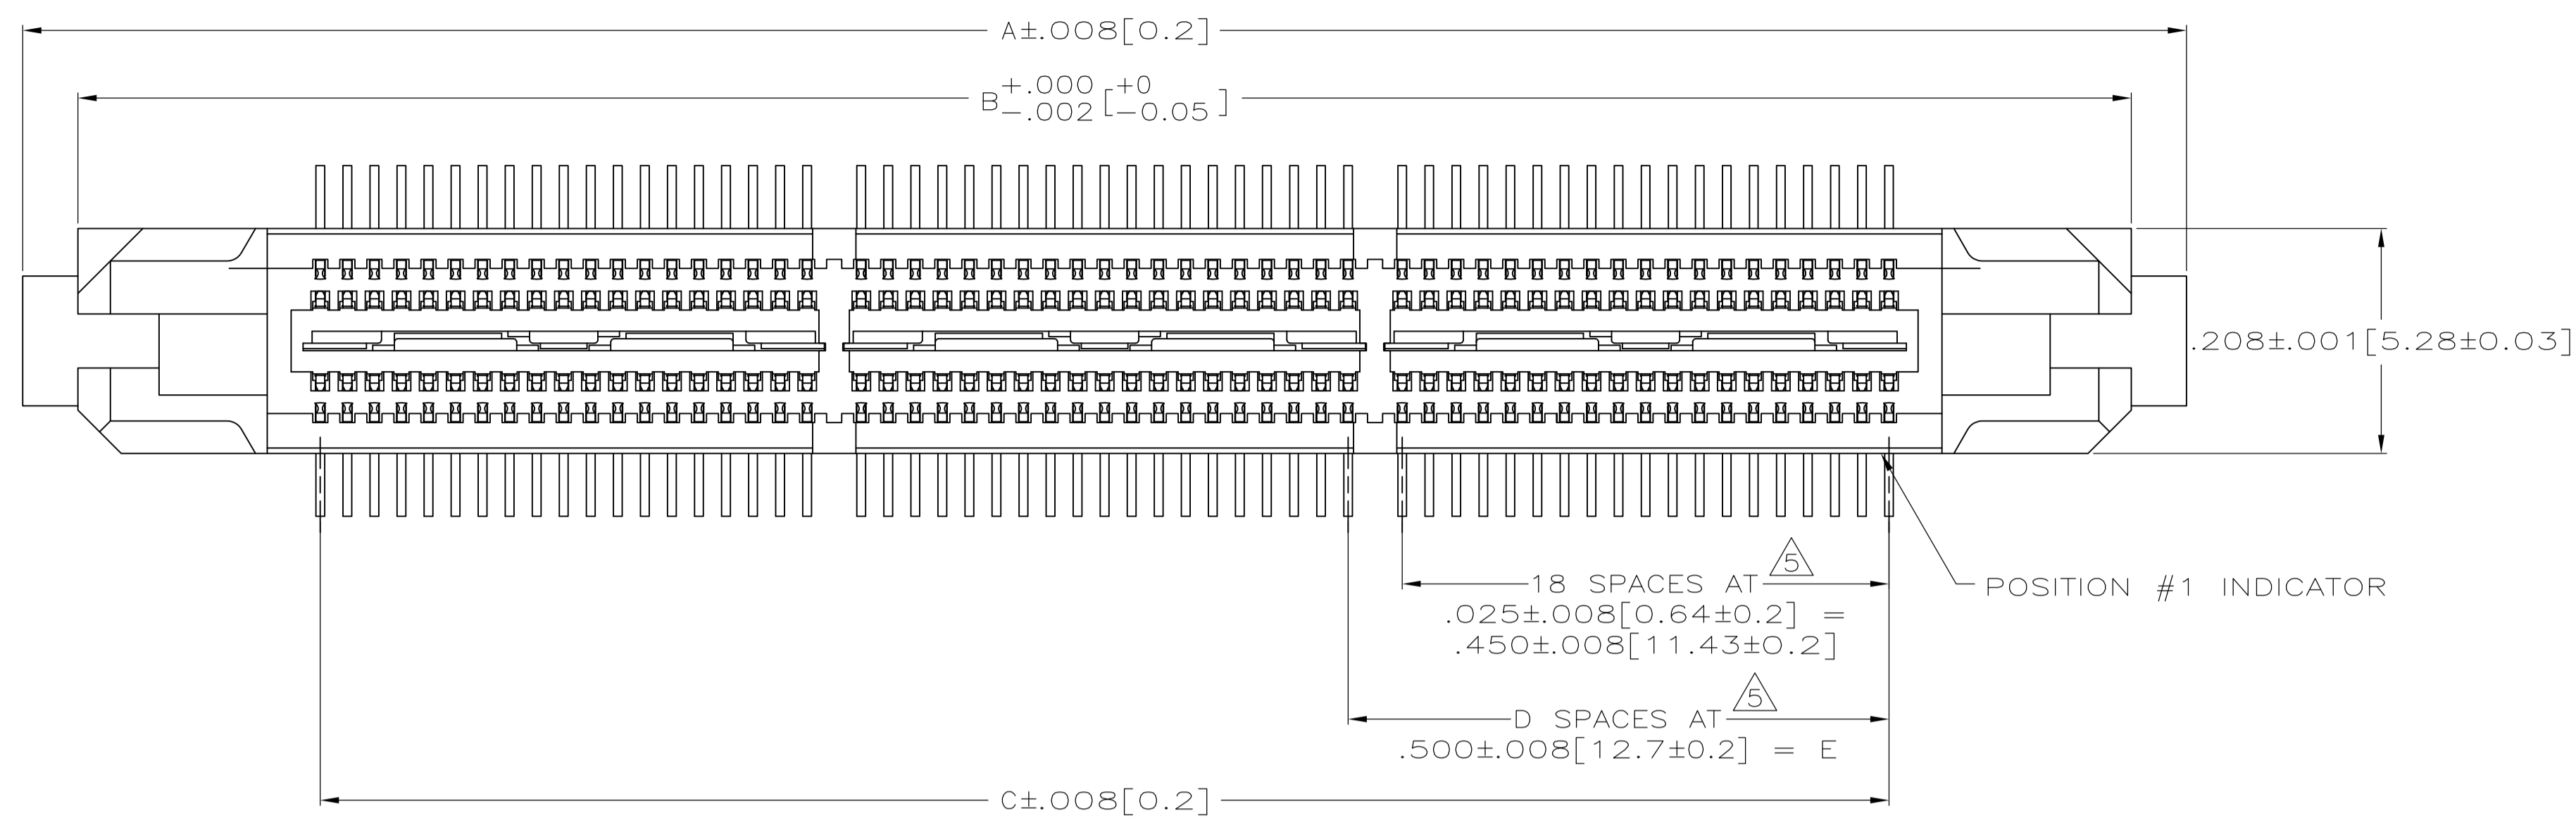 A±.008[0.2]
B +.000 -.002 [+0 -0.05]
.208±.001[5.28±0.03]
5
18 SPACES AT
.025±.008[0.64±0.2] =
.450±.008[11.43±0.2]
POSITION #1 INDICATOR
5
D SPACES AT
.500±.008[12.7±0.2] = E
C±.008[0.2]